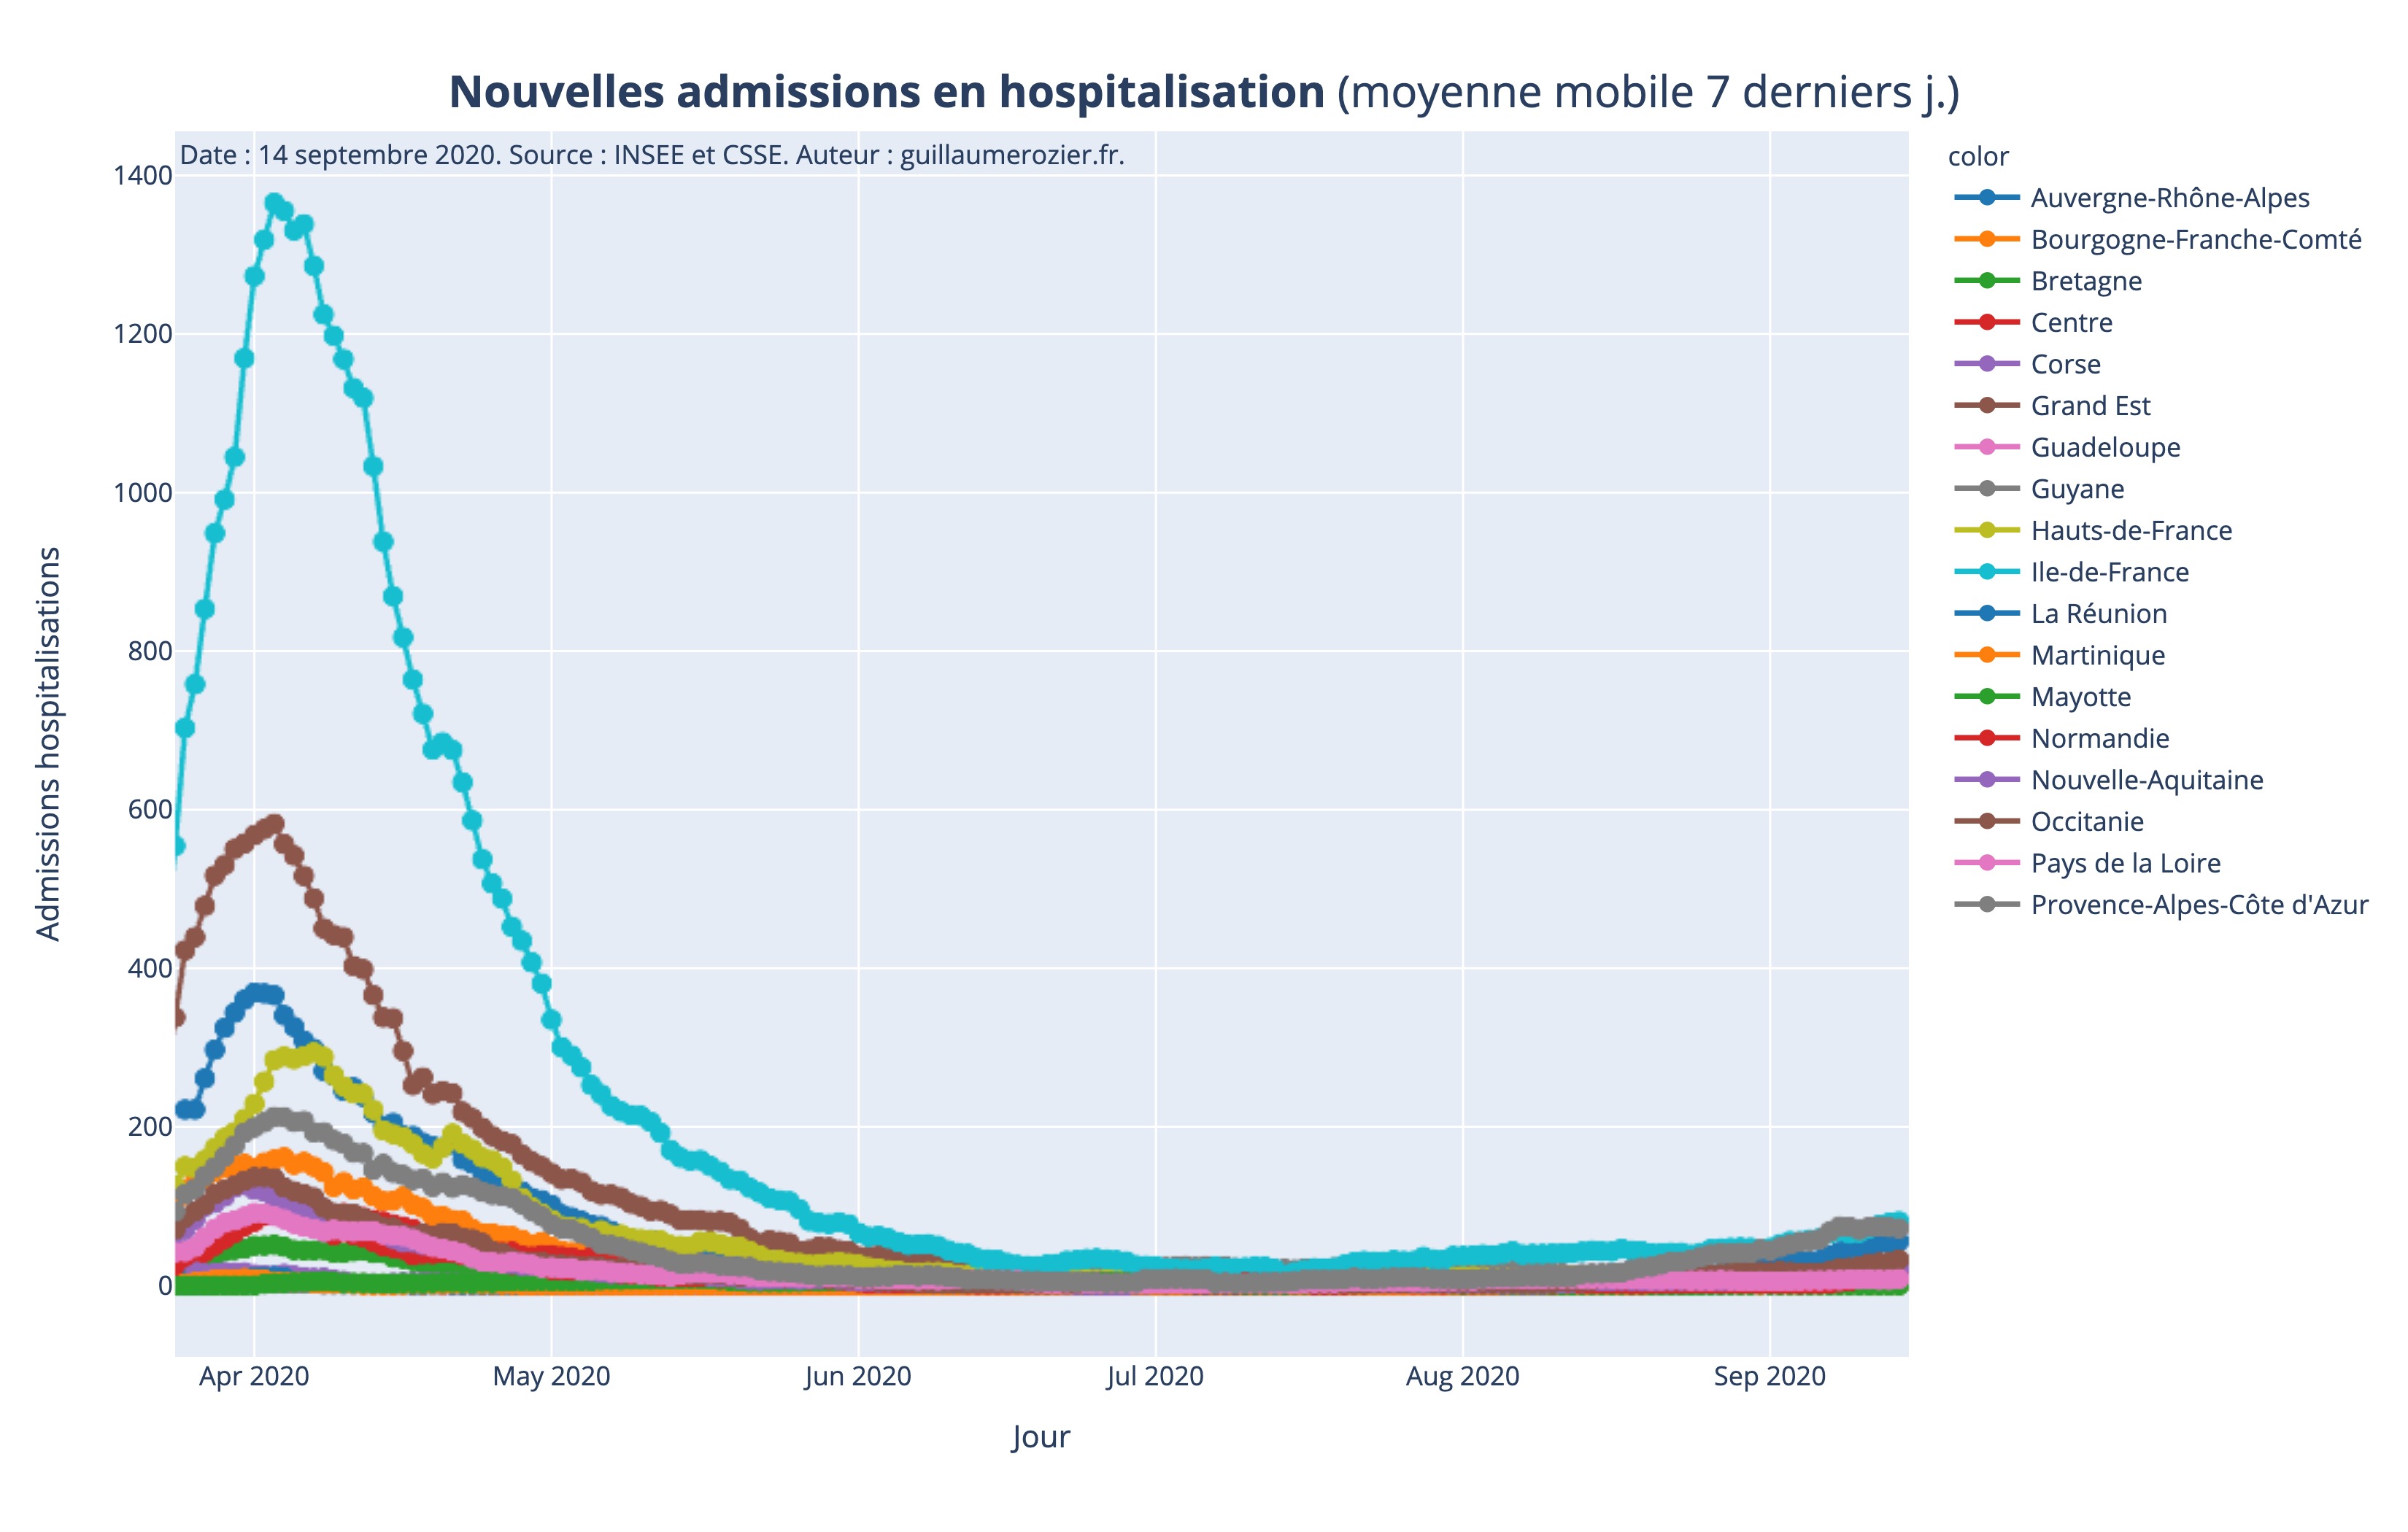 Nouvelles admissions en hospitalisation (moyenne mobile 7 derniers j.)
Date : 14 septembre 2020. Source : INSEE et CSSE. Auteur : guillaumerozier.fr.
Admissions hospitalisations
1400
1200
1000
800
600
400
200
0
Apr 2020
May 2020
Jun 2020
Jul 2020
Aug 2020
Sep 2020
Jour
color
Auvergne-Rhône-Alpes
Bourgogne-Franche-Comté
Bretagne
Centre
Corse
Grand Est
Guadeloupe
Guyane
Hauts-de-France
Ile-de-France
La Réunion
Martinique
Mayotte
Normandie
Nouvelle-Aquitaine
Occitanie
Pays de la Loire
Provence-Alpes-Côte d'Azur